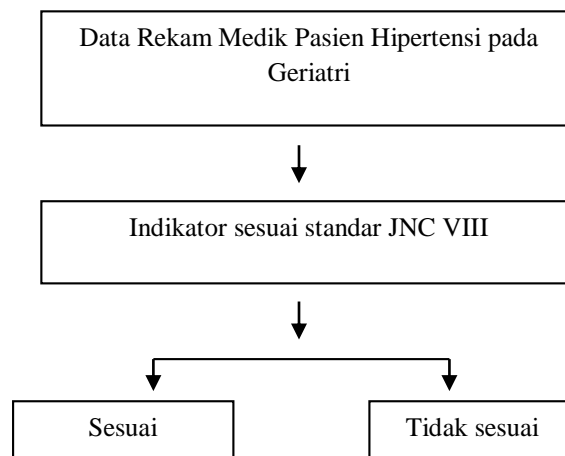 Data Rekam Medik Pasien Hipertensi pada
Geriatri
Indikator sesuai standar JNC VIII
Sesuai
Tidak sesuai